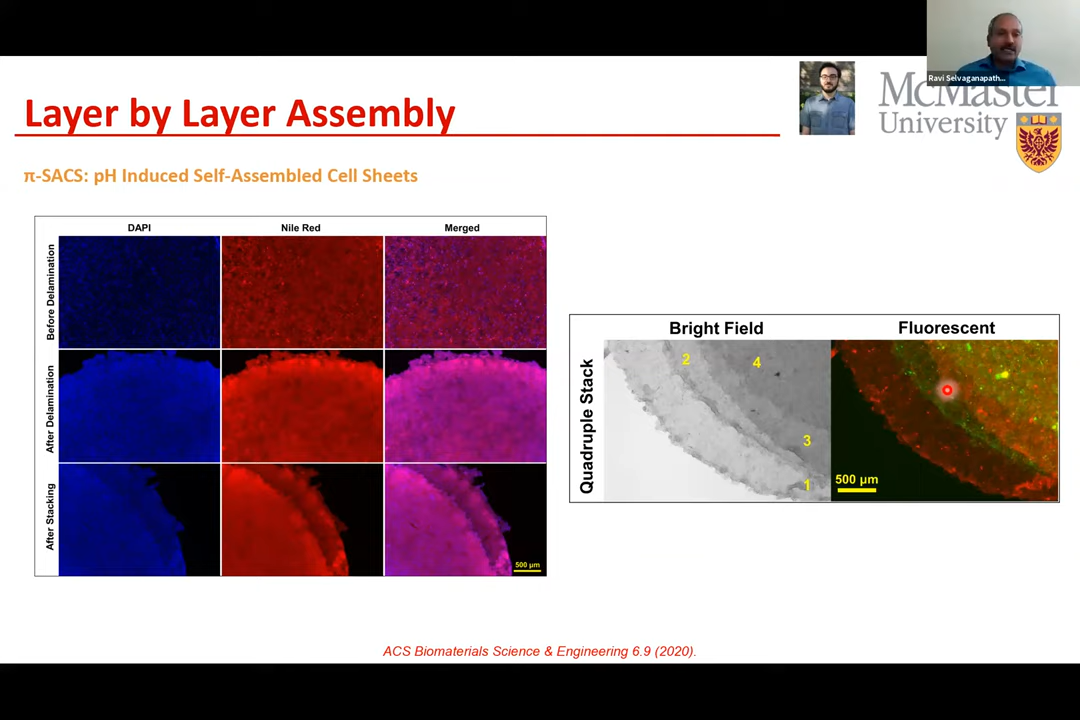 Ravi Selvaganapath...
Layer by Layer Assembly
McMaster
University
π-SACS: pH Induced Self-Assembled Cell Sheets
DAPI
Nile Red
Merged
Before Delamination
After Delamination
After Stacking
500 µm
Bright Field
Fluorescent
Quadruple Stack
2
4
3
1
500 µm
ACS Biomaterials Science & Engineering 6.9 (2020).